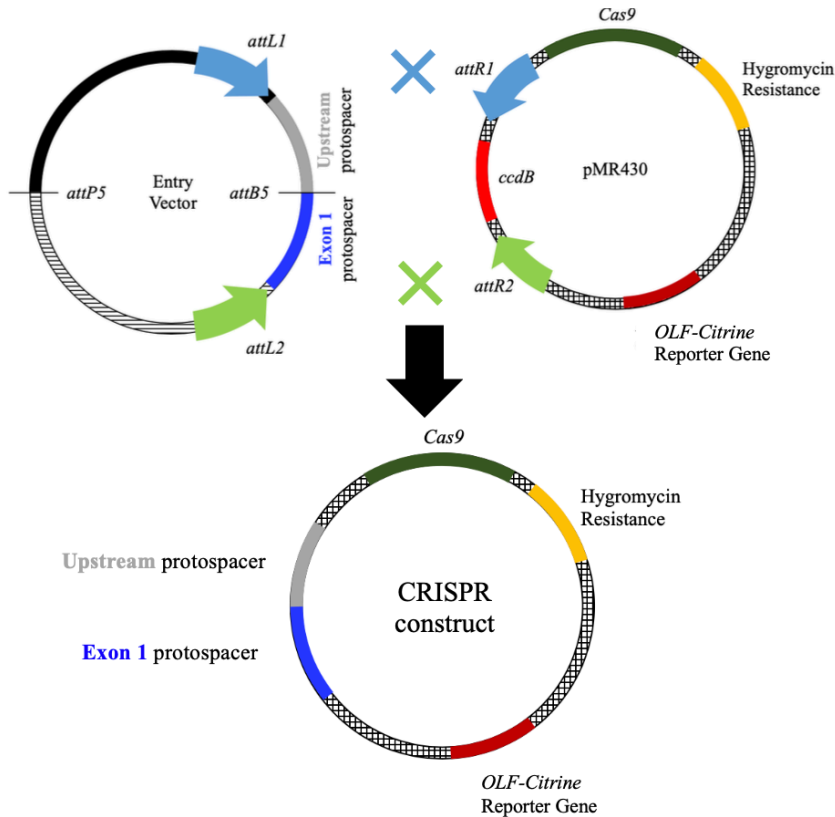 attL1
Upstream
protospacer
attP5
Entry
Vector
attB5
Exon 1
protospacer
attL2
Cas9
attR1
Hygromycin
Resistance
ccdB
pMR430
attR2
OLF-Citrine
Reporter Gene
Cas9
Hygromycin
Resistance
Upstream protospacer
CRISPR
construct
Exon 1 protospacer
OLF-Citrine
Reporter Gene